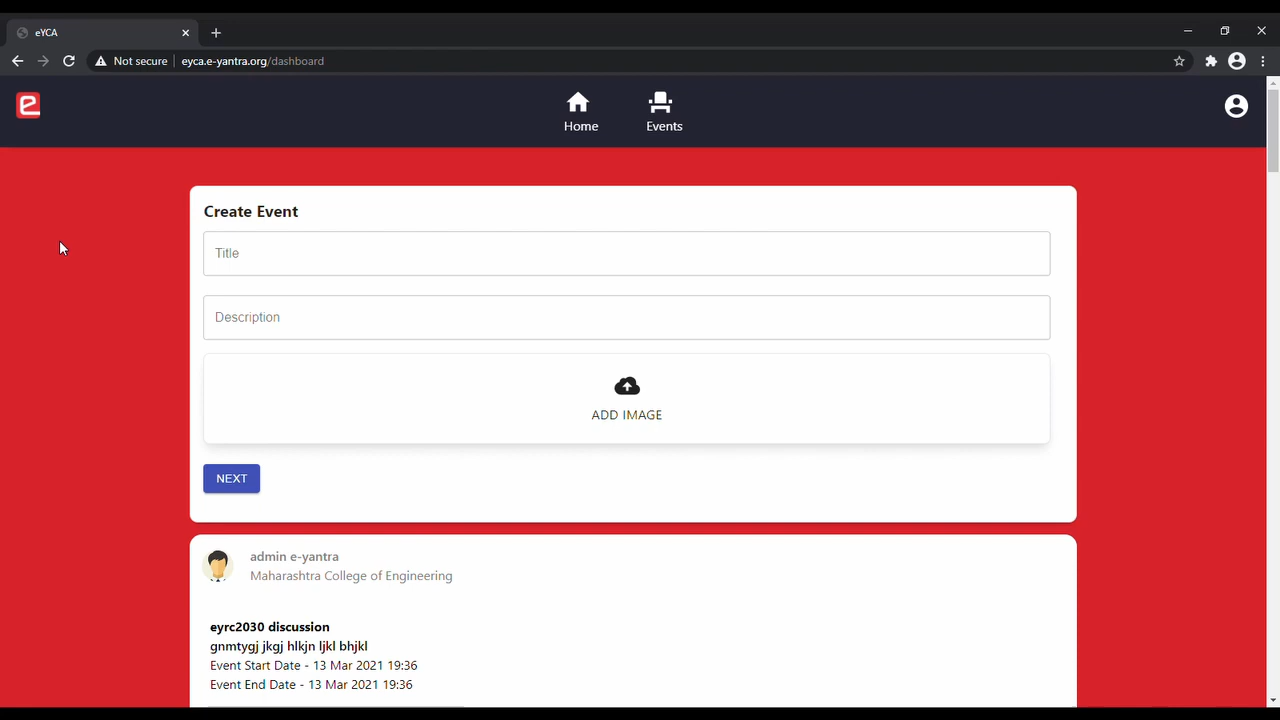 eYCA
Not secure
eyca.e-yantra.org/dashboard
Home
Events
Create Event
Title
Description
ADD IMAGE
NEXT
admin e-yantra
Maharashtra College of Engineering
eyrc2030 discussion
gnmtygj jkgj hlkjn ljkl bhjkl
Event Start Date - 13 Mar 2021 19:36
Event End Date - 13 Mar 2021 19:36